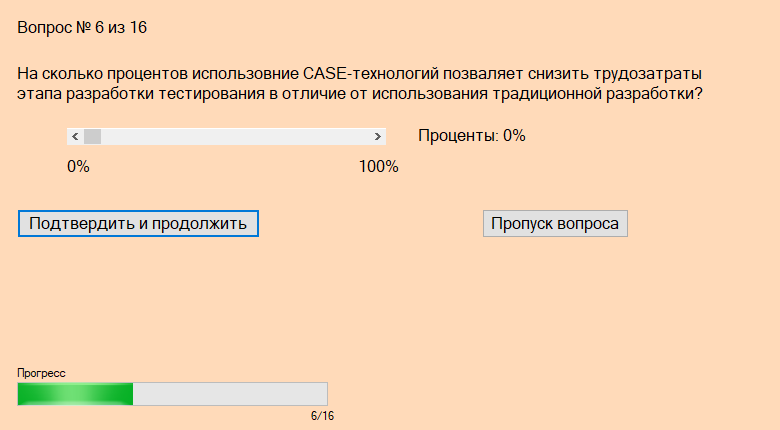 Вопрос № 6 из 16
На сколько процентов использовние CASE-технологий позваляет снизить трудозатраты
этапа разработки тестирования в отличие от использования традиционной разработки?
Проценты: 0%
0% 100%
Подтвердить и продолжить Пропуск вопроса
Прогресс
6/16